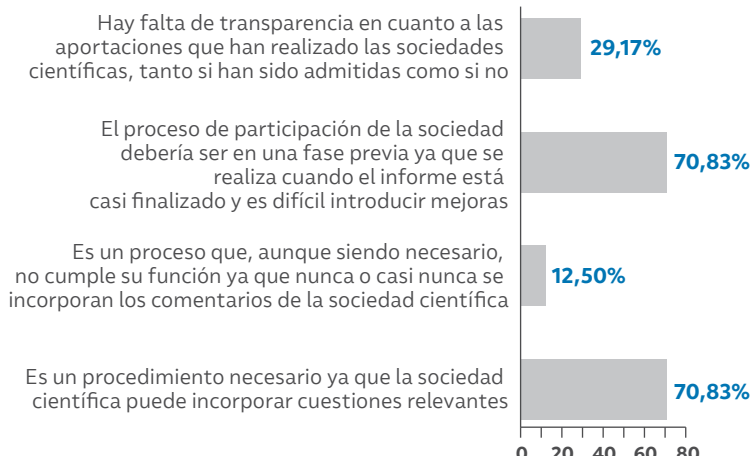 Hay falta de transparencia en cuanto a las
aportaciones que han realizado las sociedades
científicas, tanto si han sido admitidas como si no
29,17%
El proceso de participación de la sociedad
debería ser en una fase previa ya que se
realiza cuando el informe está
casi finalizado y es difícil introducir mejoras
70,83%
Es un proceso que, aunque siendo necesario,
no cumple su función ya que nunca o casi nunca se
incorporan los comentarios de la sociedad científica
12,50%
Es un procedimiento necesario ya que la sociedad
científica puede incorporar cuestiones relevantes
70,83%
0 20 40 60 80